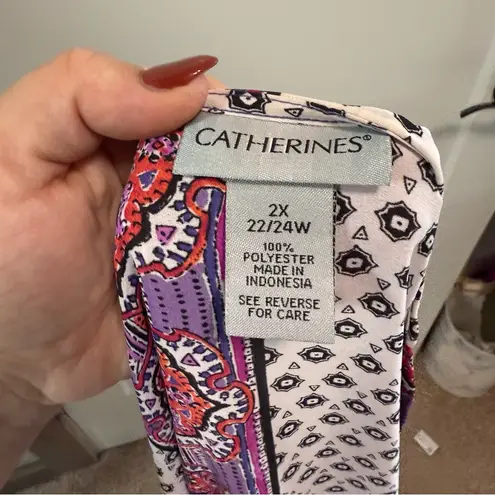 CATHERINES®
2X
22/24W
100%
POLYESTER
MADE IN
INDONESIA
SEE REVERSE
FOR CARE